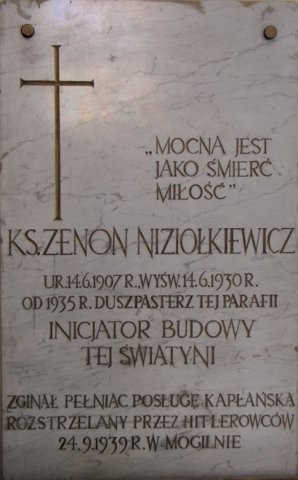 „MOCNA JEST
JAKO ŚMIERĆ
MIŁOŚĆ”
KS. ZENON NIZIOŁKIEWICZ
UR. 14.6.1907 R., WYŚW. 14.6.1930 R.
OD 1935 R. DUSZPASTERZ TEJ PARAFII
INICJATOR BUDOWY
TEJ ŚWIĄTYNI
ZGINĄŁ PEŁNIĄC POSŁUGĘ KAPŁAŃSKĄ
ROZSTRZELANY PRZEZ HITLEROWCÓW
24.9.1939 R. W MOGILNIE